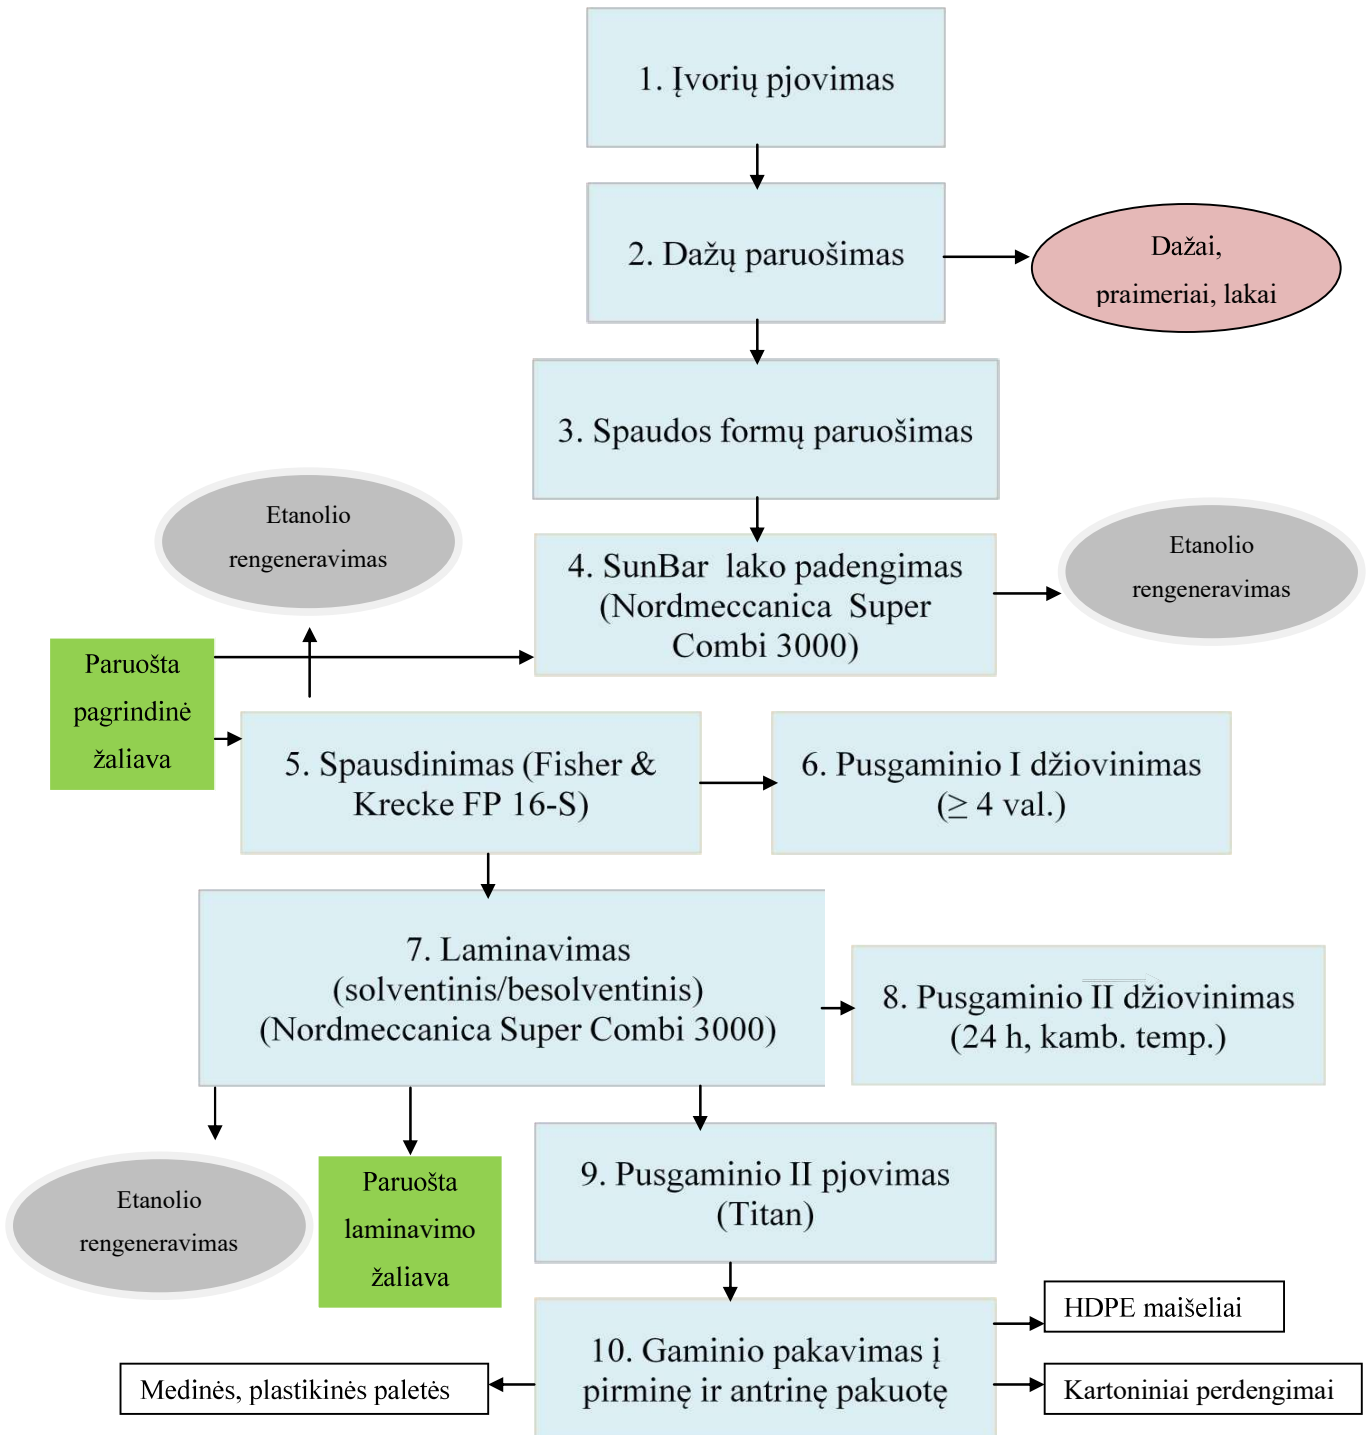 1. Įvorių pjovimas
2. Dažų paruošimas
Dažai,
praimeriai, lakai
3. Spaudos formų paruošimas
Etanolio
rengeneravimas
4. SunBar lako padengimas
(Nordmeccanica Super
Combi 3000)
Etanolio
rengeneravimas
Paruošta
pagrindinė
žaliava
5. Spausdinimas (Fisher &
Krecke FP 16-S)
6. Pusgaminio I džiovinimas
(≥ 4 val.)
7. Laminavimas
(solventinis/besolventinis)
(Nordmeccanica Super Combi 3000)
8. Pusgaminio II džiovinimas
(24 h, kamb. temp.)
Etanolio
rengeneravimas
Paruošta
laminavimo
žaliava
9. Pusgaminio II pjovimas
(Titan)
10. Gaminio pakavimas į
pirminę ir antrinę pakuotę
HDPE maišeliai
Medinės, plastikinės paletės
Kartoniniai perdengimai